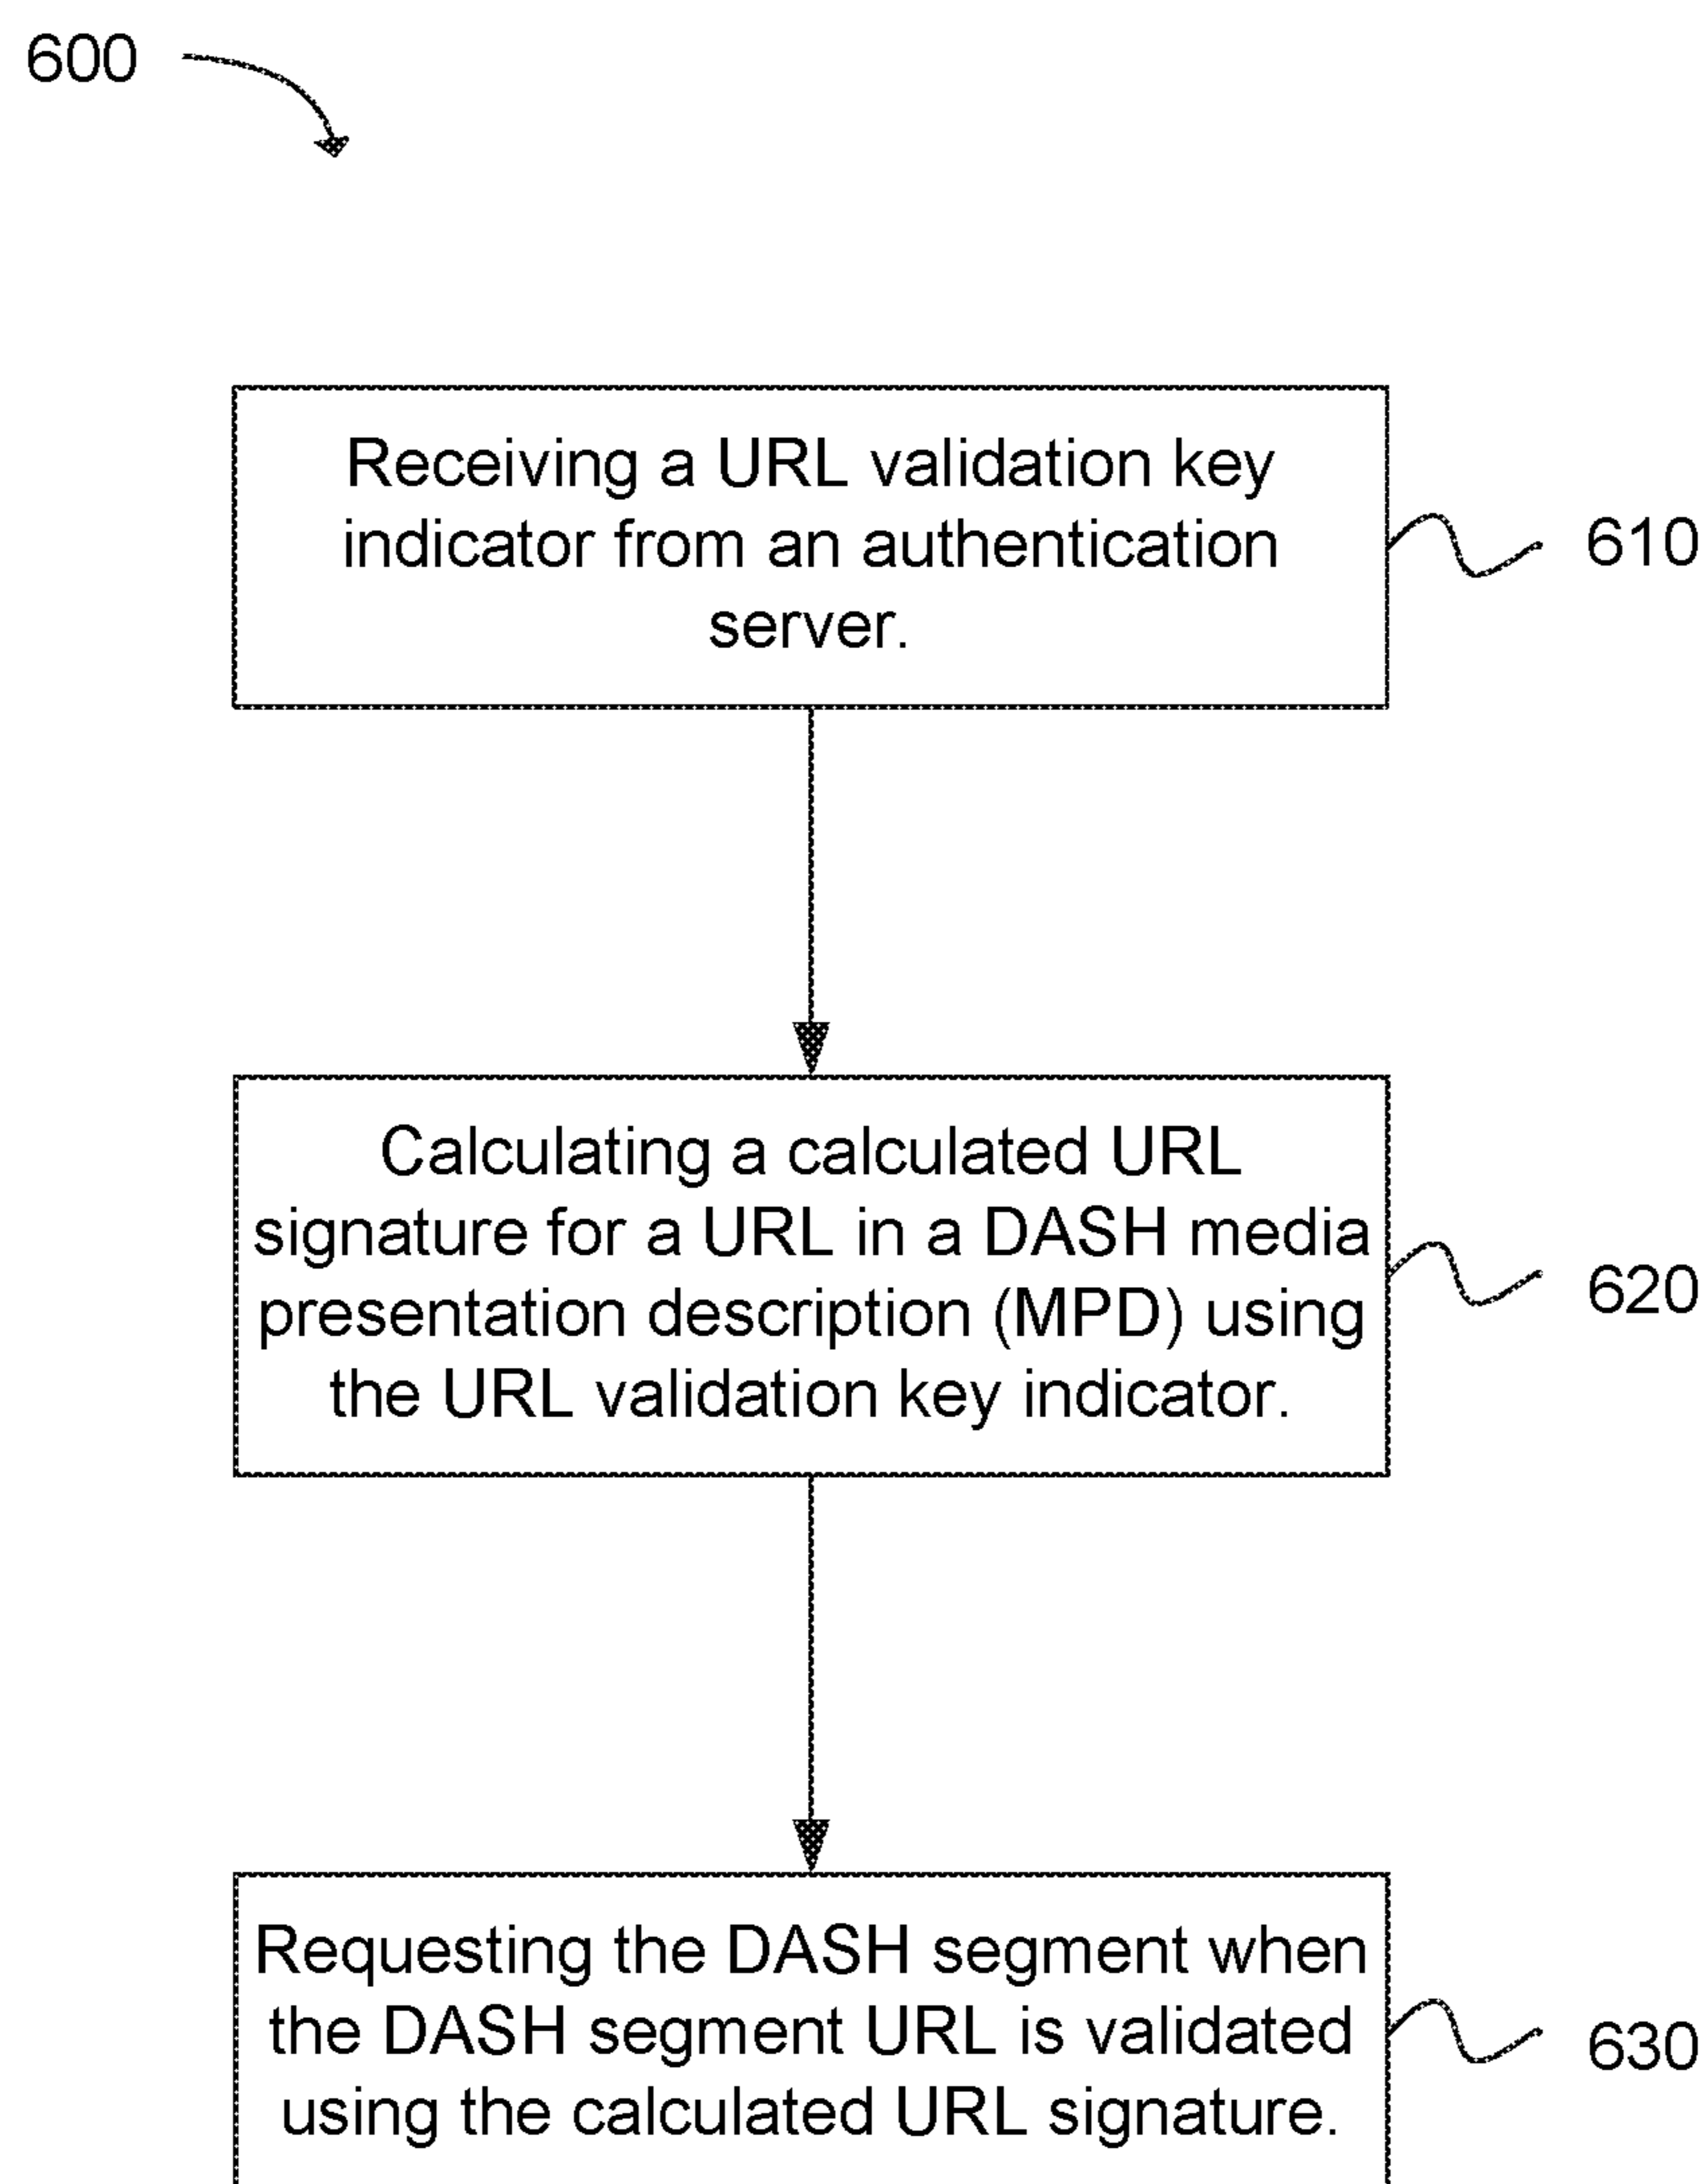 600
Receiving a URL validation key
indicator from an authentication
server.
610
Calculating a calculated URL
signature for a URL in a DASH media
presentation description (MPD) using
the URL validation key indicator.
620
Requesting the DASH segment when
the DASH segment URL is validated
using the calculated URL signature.
630